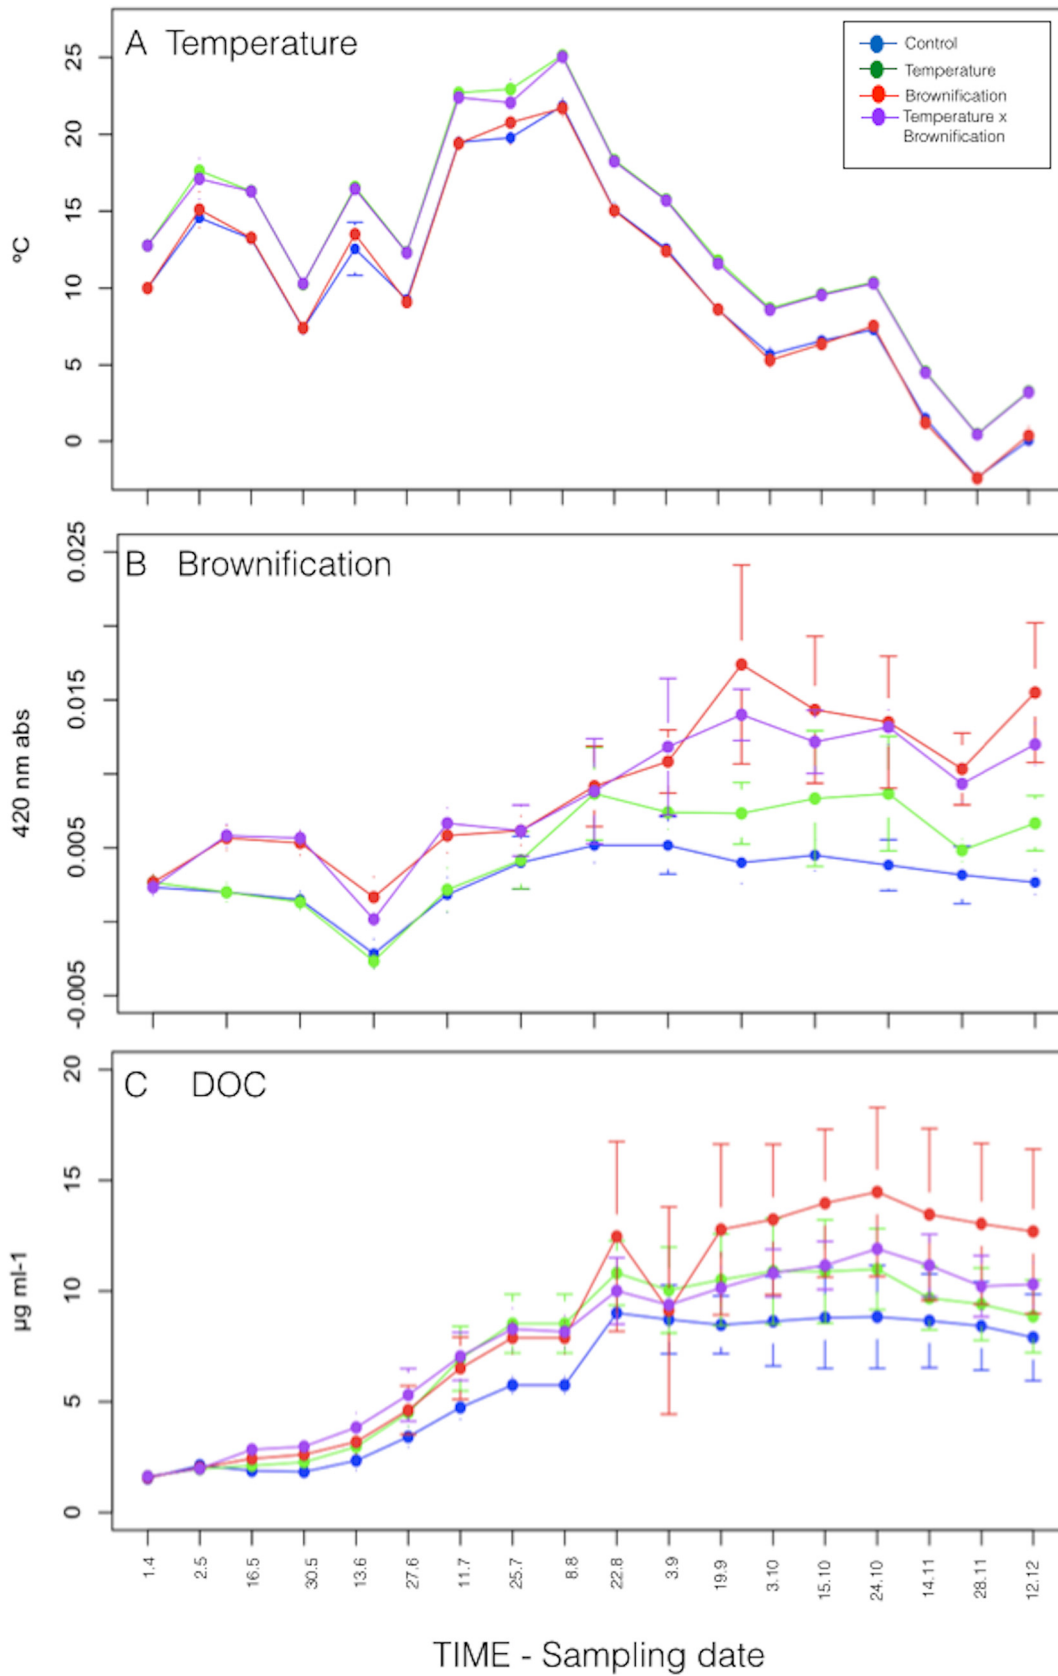 A Temperature
Control
Temperature
Brownification
Temperature x
Brownification
25
20
15
10
5
0
ºC
B Brownification
0.025
0.015
0.005
-0.005
420 nm abs
C DOC
20
15
10
5
0
µg ml-1
1.4 2.5 16.5 30.5 13.6 27.6 11.7 25.7 8.8 22.8 3.9 19.9 3.10 15.10 24.10 14.11 28.11 12.12
TIME - Sampling date